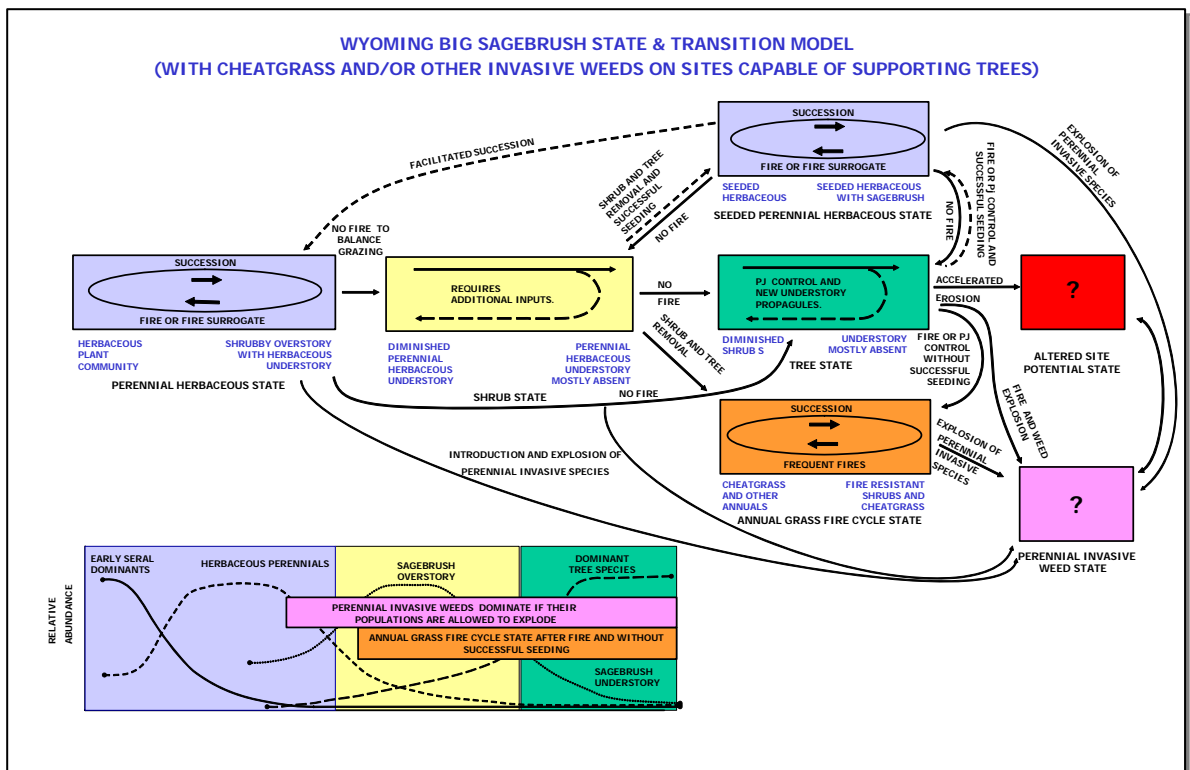 WYOMING BIG SAGEBRUSH STATE & TRANSITION MODEL
(WITH CHEATGRASS AND/OR OTHER INVASIVE WEEDS ON SITES CAPABLE OF SUPPORTING TREES)
SUCCESSION
FIRE OR FIRE SURROGATE
SEEDED
HERBACEOUS
SEEDED HERBACEOUS
WITH SAGEBRUSH
SEEDED PERENNIAL HERBACEOUS STATE
FACILITATED SUCCESSION
SHRUB AND TREE
REMOVAL AND
SUCCESSFUL
SEEDING
NO FIRE
NO FIRE
FIRE OR PJ CONTROL AND
SUCCESSFUL SEEDING
EXPLOSION OF
PERENNIAL
INVASIVE SPECIES
NO FIRE TO
BALANCE
GRAZING
SUCCESSION
FIRE OR FIRE SURROGATE
HERBACEOUS
PLANT
COMMUNITY
SHRUBBY OVERSTORY
WITH HERBACEOUS
UNDERSTORY
PERENNIAL HERBACEOUS STATE
REQUIRES
ADDITIONAL INPUTS.
DIMINISHED
PERENNIAL
HERBACEOUS
UNDERSTORY
PERENNIAL
HERBACEOUS
UNDERSTORY
MOSTLY ABSENT
SHRUB STATE
NO
FIRE
SHRUB AND TREE
REMOVAL
NO FIRE
PJ CONTROL AND
NEW UNDERSTORY
PROPAGULES.
DIMINISHED
SHRUB S
UNDERSTORY
MOSTLY ABSENT
TREE STATE
ACCELERATED
EROSION
?
ALTERED SITE
POTENTIAL STATE
FIRE OR PJ
CONTROL
WITHOUT
SUCCESSFUL
SEEDING
FIRE AND WEED
EXPLOSION
SUCCESSION
FREQUENT FIRES
CHEATGRASS
AND OTHER
ANNUALS
FIRE RESISTANT
SHRUBS AND
CHEATGRASS
ANNUAL GRASS FIRE CYCLE STATE
EXPLOSION OF
PERENNIAL
INVASIVE
SPECIES
?
PERENNIAL INVASIVE
WEED STATE
INTRODUCTION AND EXPLOSION OF
PERENNIAL INVASIVE SPECIES
RELATIVE
ABUNDANCE
EARLY SERAL
DOMINANTS
HERBACEOUS PERENNIALS
SAGEBRUSH
OVERSTORY
DOMINANT
TREE SPECIES
PERENNIAL INVASIVE WEEDS DOMINATE IF THEIR
POPULATIONS ARE ALLOWED TO EXPLODE
ANNUAL GRASS FIRE CYCLE STATE AFTER FIRE AND WITHOUT
SUCCESSFUL SEEDING
SAGEBRUSH
UNDERSTORY